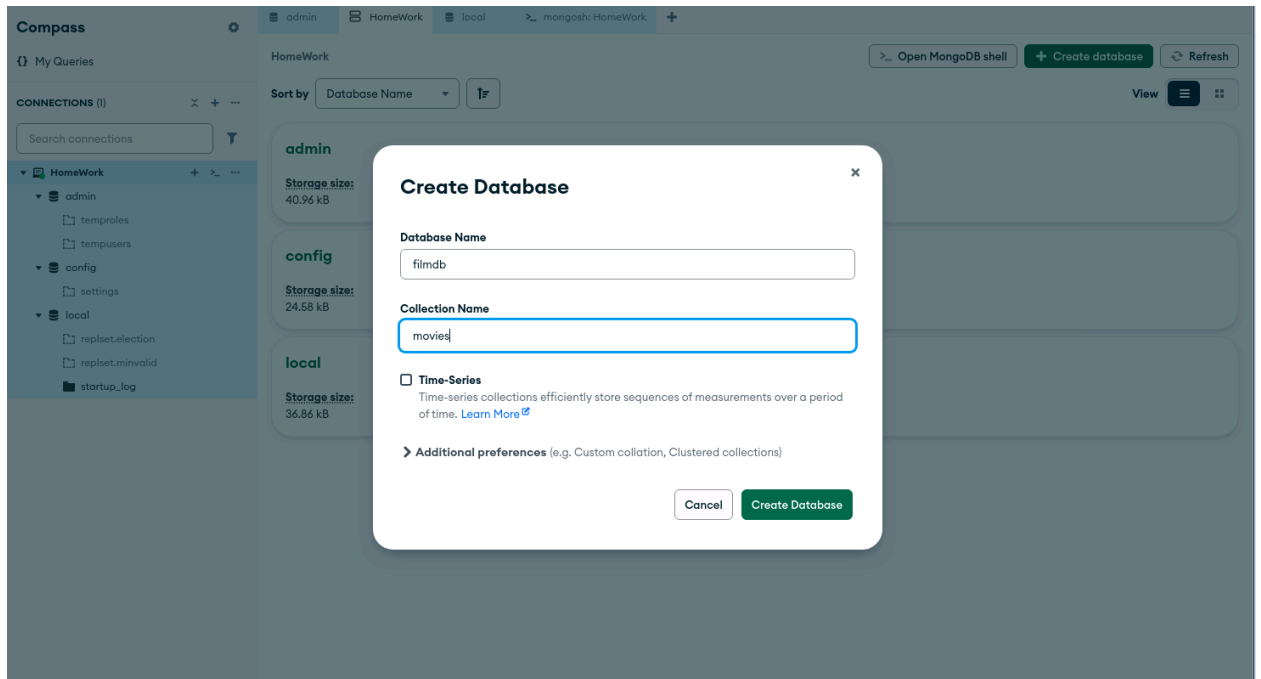 Compass
admin
HomeWork
local
>_ mongosh: HomeWork
{} My Queries
HomeWork
>_ Open MongoDB shell
+ Create database
Refresh
CONNECTIONS (1)
Sort by
Database Name
View
Search connections
HomeWork
admin
temproles
tempusers
config
settings
local
replset.election
replset.minvalid
startup_log
admin
Storage size:
40.96 kB
config
Storage size:
24.58 kB
local
Storage size:
36.86 kB
Create Database
Database Name
filmdb
Collection Name
movies
Time-Series
Time-series collections efficiently store sequences of measurements over a period
of time. Learn More
Additional preferences (e.g. Custom collation, Clustered collections)
Cancel
Create Database